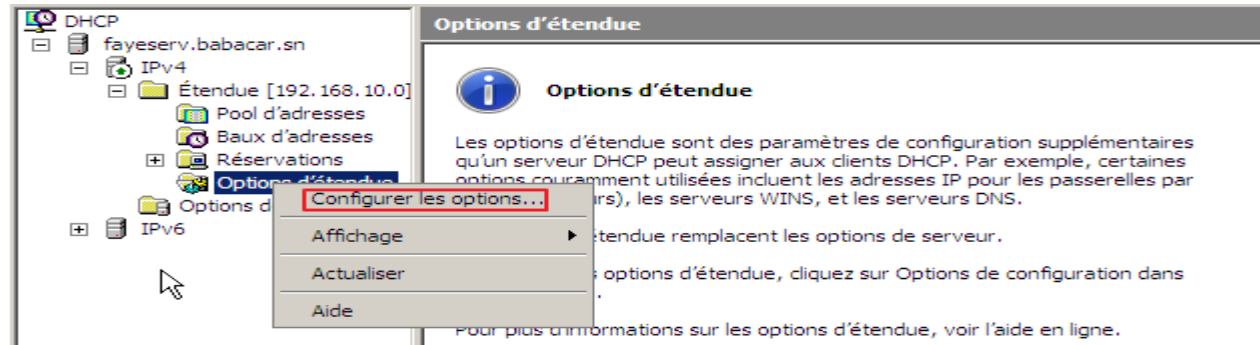 DHCP
fayeserv.babacar.sn
IPv4
Étendue [192.168.10.0]
Pool d'adresses
Baux d'adresses
Réservations
Options d'étendue
Options d
IPv6
Configurer les options...
Affichage
Actualiser
Aide
Options d'étendue
Options d'étendue
Les options d'étendue sont des paramètres de configuration supplémentaires
qu'un serveur DHCP peut assigner aux clients DHCP. Par exemple, certaines
options couramment utilisées incluent les adresses IP pour les passerelles par
rs), les serveurs WINS, et les serveurs DNS.
tendue remplacent les options de serveur.
options d'étendue, cliquez sur Options de configuration dans
.
Pour plus d'informations sur les options d'étendue, voir l'aide en ligne.